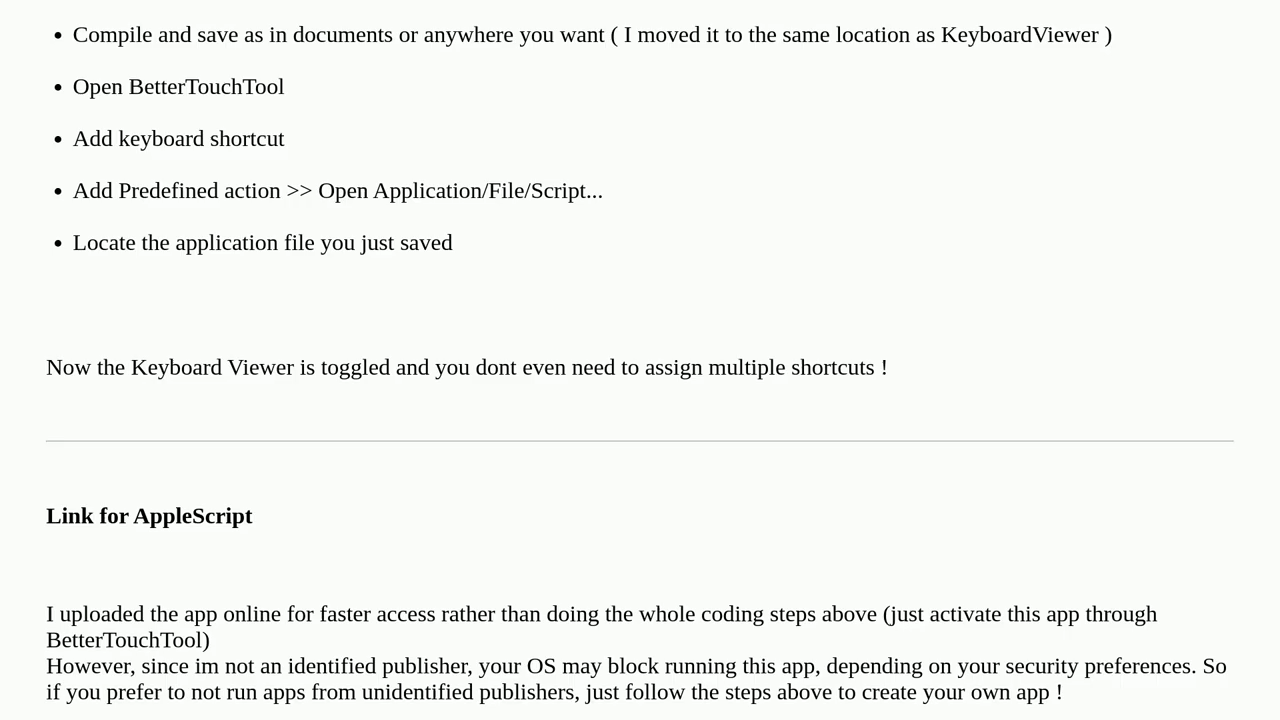 • Compile and save as in documents or anywhere you want ( I moved it to the same location as KeyboardViewer )
• Open BetterTouchTool
• Add keyboard shortcut
• Add Predefined action >> Open Application/File/Script...
• Locate the application file you just saved
Now the Keyboard Viewer is toggled and you dont even need to assign multiple shortcuts !
Link for AppleScript
I uploaded the app online for faster access rather than doing the whole coding steps above (just activate this app through
BetterTouchTool)
However, since im not an identified publisher, your OS may block running this app, depending on your security preferences. So
if you prefer to not run apps from unidentified publishers, just follow the steps above to create your own app !